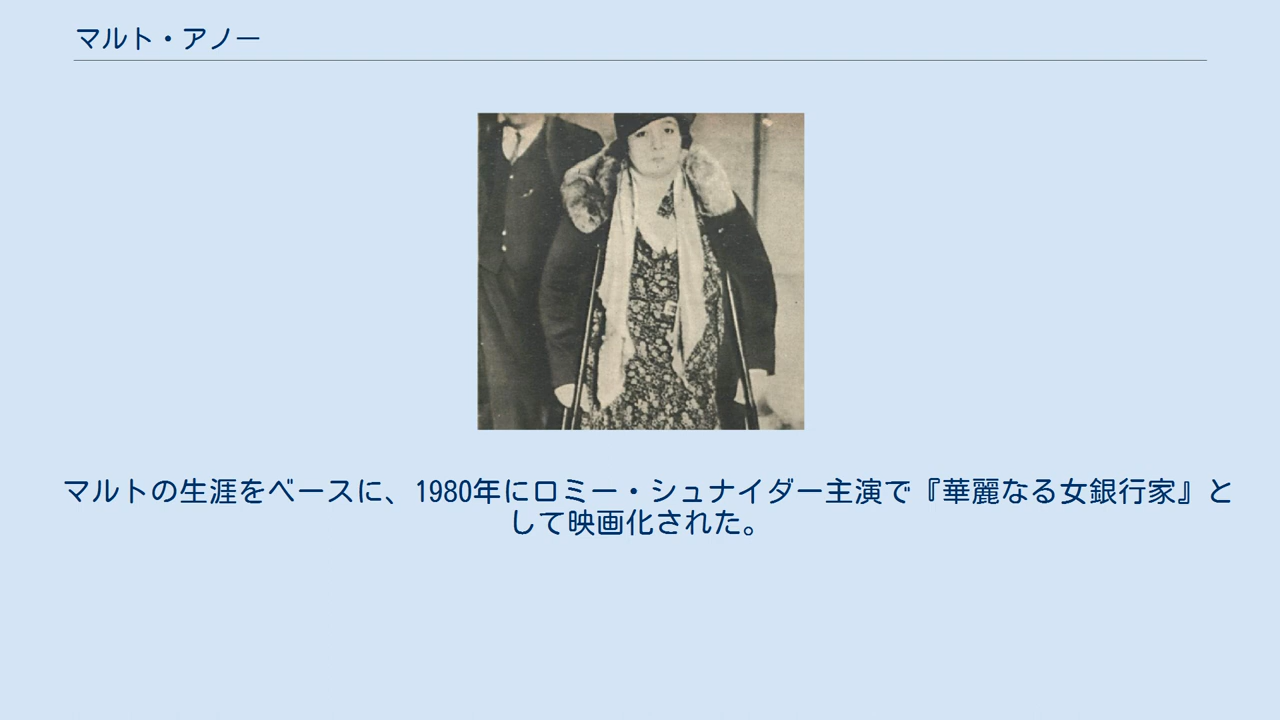 マルト・アノー
マルトの生涯をベースに、1980年にロミー・シュナイダー主演で『華麗なる女銀行家』と
して映画化された。